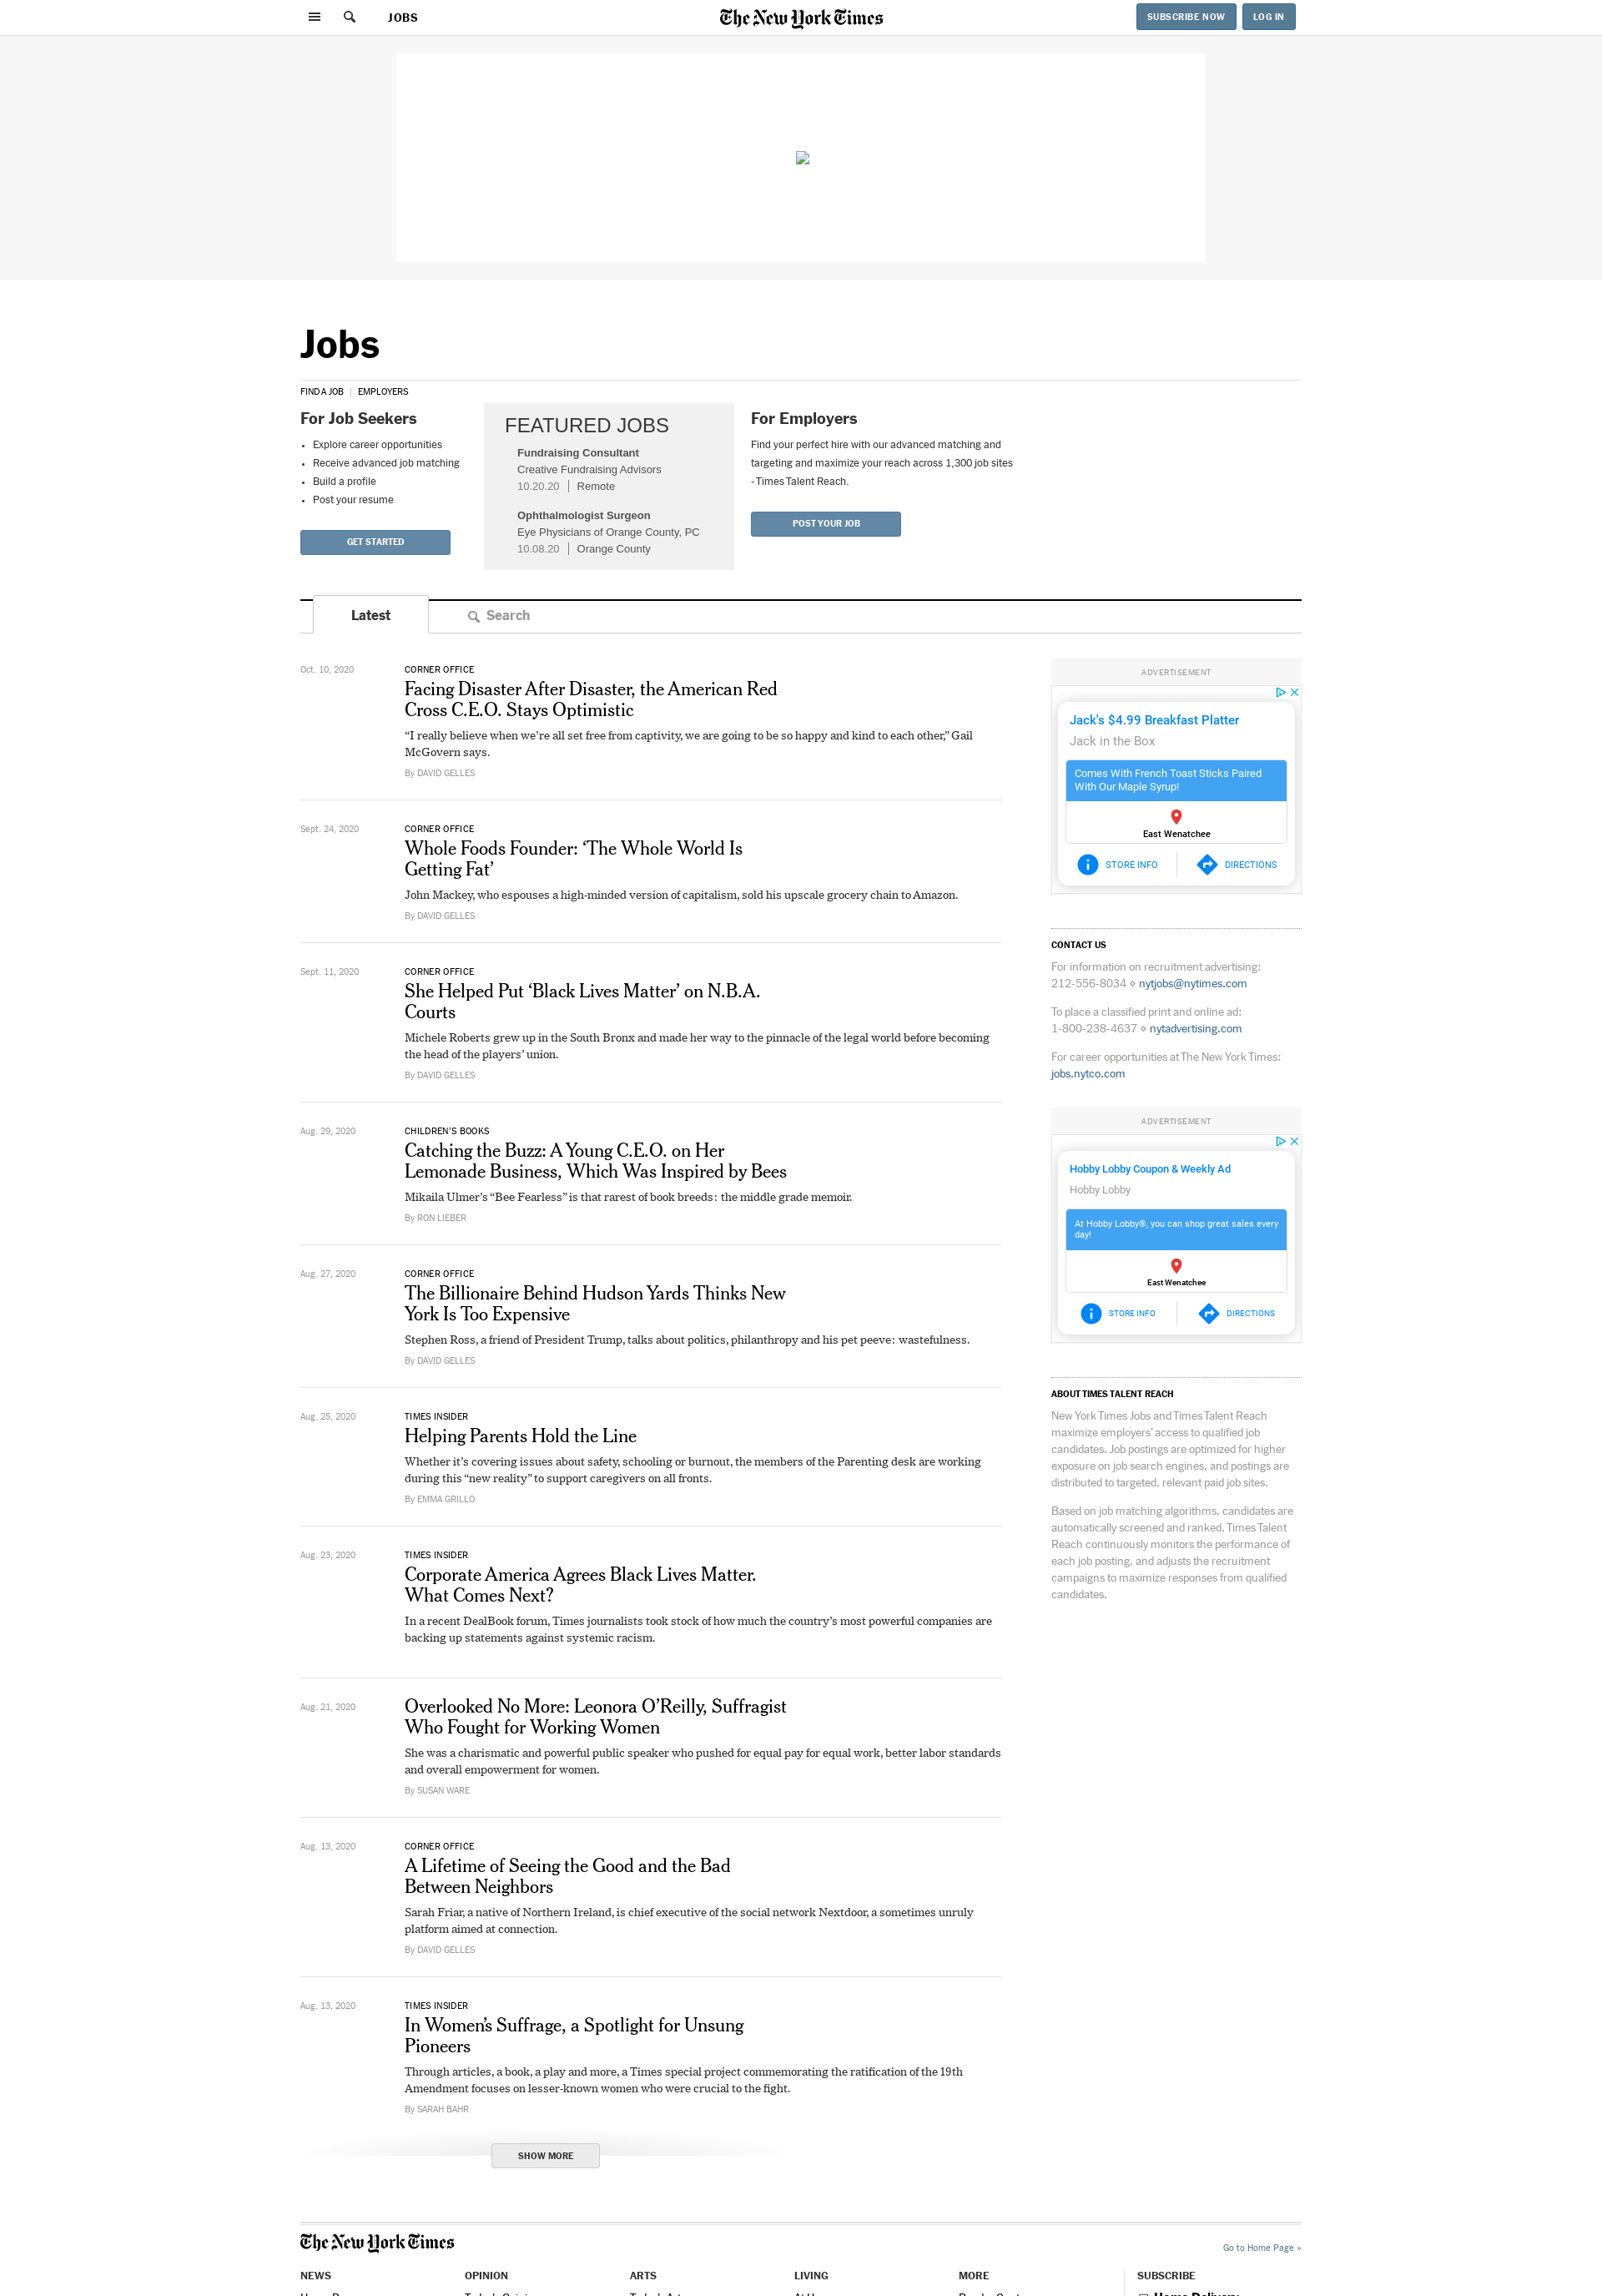 JOBS
The New York Times
SUBSCRIBE NOW
LOG IN
Jobs
FIND A JOB | EMPLOYERS
For Job Seekers
Explore career opportunities
Receive advanced job matching
Build a profile
Post your resume
GET STARTED
FEATURED JOBS
Fundraising Consultant
Creative Fundraising Advisors
10.20.20 | Remote
Ophthalmologist Surgeon
Eye Physicians of Orange County, PC
10.08.20 | Orange County
For Employers
Find your perfect hire with our advanced matching and
targeting and maximize your reach across 1,300 job sites
- Times Talent Reach.
POST YOUR JOB
Latest
Search
Oct. 10, 2020
CORNER OFFICE
Facing Disaster After Disaster, the American Red
Cross C.E.O. Stays Optimistic
“I really believe when we’re all set free from captivity, we are going to be so happy and kind to each other,” Gail
McGovern says.
By DAVID GELLES
Sept. 24, 2020
CORNER OFFICE
Whole Foods Founder: ‘The Whole World Is
Getting Fat’
John Mackey, who espouses a high-minded version of capitalism, sold his upscale grocery chain to Amazon.
By DAVID GELLES
Sept. 11, 2020
CORNER OFFICE
She Helped Put ‘Black Lives Matter’ on N.B.A.
Courts
Michele Roberts grew up in the South Bronx and made her way to the pinnacle of the legal world before becoming
the head of the players’ union.
By DAVID GELLES
Aug. 29, 2020
CHILDREN’S BOOKS
Catching the Buzz: A Young C.E.O. on Her
Lemonade Business, Which Was Inspired by Bees
Mikaila Ulmer’s “Bee Fearless” is that rarest of book breeds: the middle grade memoir.
By RON LIEBER
Aug. 27, 2020
CORNER OFFICE
The Billionaire Behind Hudson Yards Thinks New
York Is Too Expensive
Stephen Ross, a friend of President Trump, talks about politics, philanthropy and his pet peeve: wastefulness.
By DAVID GELLES
Aug. 25, 2020
TIMES INSIDER
Helping Parents Hold the Line
Whether it’s covering issues about safety, schooling or burnout, the members of the Parenting desk are working
during this “new reality” to support caregivers on all fronts.
By EMMA GRILLO
Aug. 23, 2020
TIMES INSIDER
Corporate America Agrees Black Lives Matter.
What Comes Next?
In a recent DealBook forum, Times journalists took stock of how much the country’s most powerful companies are
backing up statements against systemic racism.
Aug. 21, 2020
Overlooked No More: Leonora O’Reilly, Suffragist
Who Fought for Working Women
She was a charismatic and powerful public speaker who pushed for equal pay for equal work, better labor standards
and overall empowerment for women.
By SUSAN WARE
Aug. 13, 2020
CORNER OFFICE
A Lifetime of Seeing the Good and the Bad
Between Neighbors
Sarah Friar, a native of Northern Ireland, is chief executive of the social network Nextdoor, a sometimes unruly
platform aimed at connection.
By DAVID GELLES
Aug. 13, 2020
TIMES INSIDER
In Women’s Suffrage, a Spotlight for Unsung
Pioneers
Through articles, a book, a play and more, a Times special project commemorating the ratification of the 19th
Amendment focuses on lesser-known women who were crucial to the fight.
By SARAH BAHR
SHOW MORE
ADVERTISEMENT
Jack's $4.99 Breakfast Platter
Jack in the Box
Comes With French Toast Sticks Paired
With Our Maple Syrup!
East Wenatchee
STORE INFO
DIRECTIONS
CONTACT US
For information on recruitment advertising:
212-556-8034 ⋄ nytjobs@nytimes.com
To place a classified print and online ad:
1-800-238-4637 ⋄ nytadvertising.com
For career opportunities at The New York Times:
jobs.nytco.com
ADVERTISEMENT
Hobby Lobby Coupon & Weekly Ad
Hobby Lobby
At Hobby Lobby®, you can shop great sales every
day!
East Wenatchee
STORE INFO
DIRECTIONS
ABOUT TIMES TALENT REACH
New York Times Jobs and Times Talent Reach
maximize employers’ access to qualified job
candidates. Job postings are optimized for higher
exposure on job search engines, and postings are
distributed to targeted, relevant paid job sites.
Based on job matching algorithms, candidates are
automatically screened and ranked. Times Talent
Reach continuously monitors the performance of
each job posting, and adjusts the recruitment
campaigns to maximize responses from qualified
candidates.
The New York Times
Go to Home Page »
NEWS
OPINION
ARTS
LIVING
MORE
SUBSCRIBE